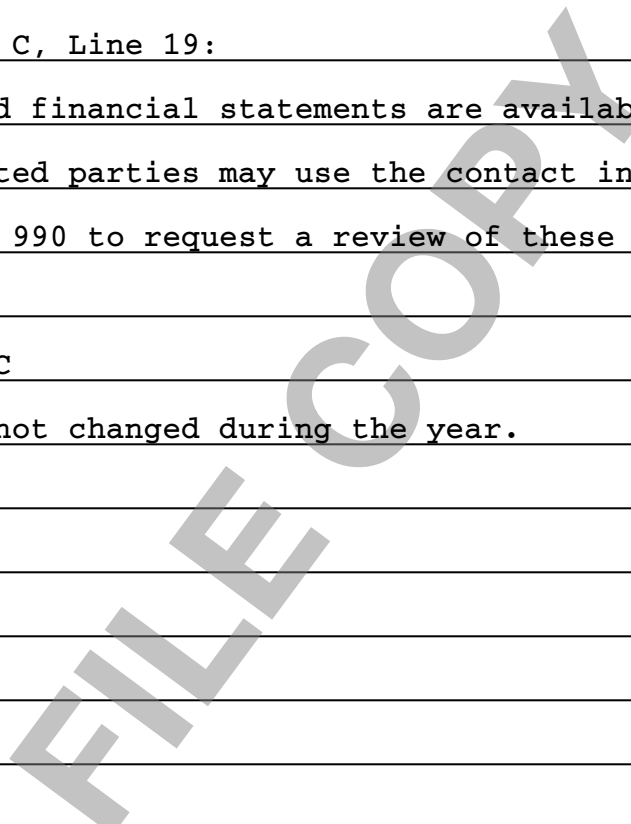 C, Line 19:
d financial statements are availab
ted parties may use the contact in
990 to request a review of these
C
not changed during the year.
FILE COPY